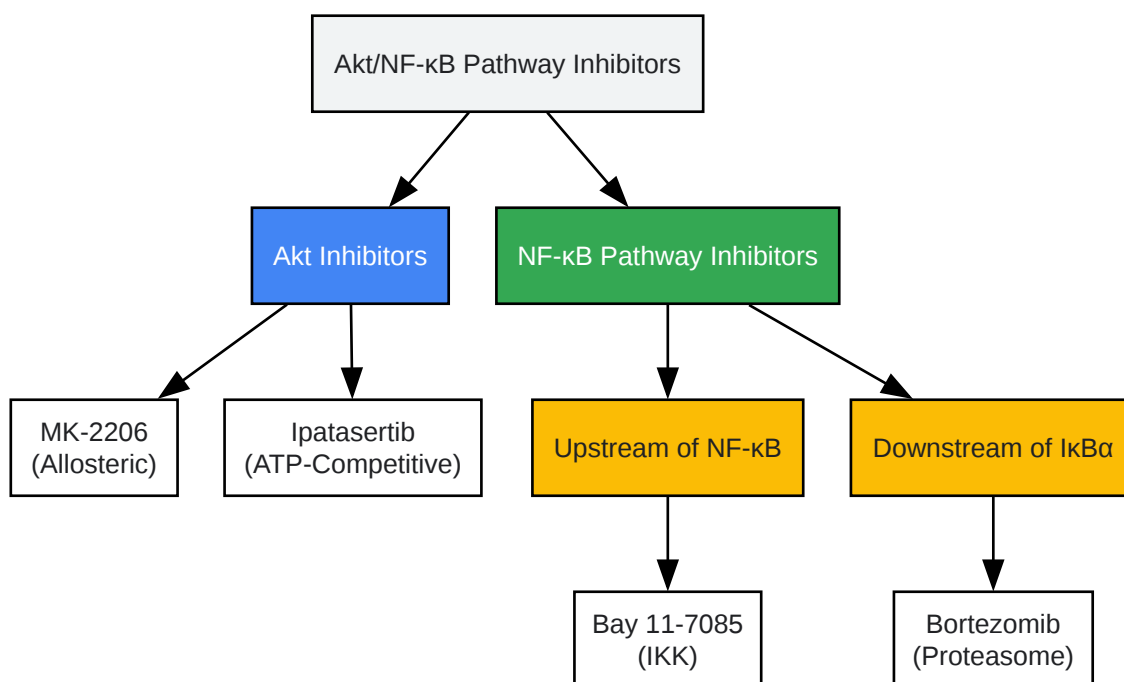 Akt/NF-κB Pathway Inhibitors
Akt Inhibitors
NF-κB Pathway Inhibitors
MK-2206
(Allosteric)
Ipatasertib
(ATP-Competitive)
Upstream of NF-κB
Downstream of IκBα
Bay 11-7085
(IKK)
Bortezomib
(Proteasome)